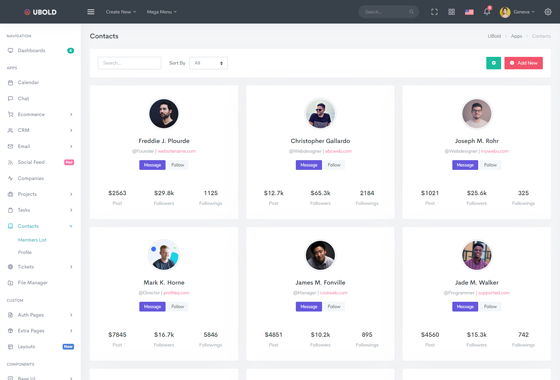 UBOLD
Create New
Mega Menu
Search...
Geneva
Contacts
UBold
Apps
Contacts
NAVIGATION
Dashboards
APPS
Calendar
Chat
Ecommerce
CRM
Email
Social Feed
Hot
Companies
Projects
Tasks
Contacts
Members List
Profile
Tickets
File Manager
CUSTOM
Auth Pages
Extra Pages
Layouts
New
COMPONENTS
Base UI
Search...
Sort By
All
Add New
Freddie J. Plourde
@Founder | websitename.com
Message
Follow
$2563
$29.8k
1125
Post
Followers
Followings
Christopher Gallardo
@Webdesigner | abcweb.com
Message
Follow
$12.7k
$65.3k
2184
Post
Followers
Followings
Joseph M. Rohr
@Webdesigner | myweb.com
Message
Follow
$1021
$25.6k
325
Post
Followers
Followings
Mark K. Horne
@Director | profileq.com
Message
Follow
$7845
$16.7k
5846
Post
Followers
Followings
James M. Fonville
@Manager | coolweb.com
Message
Follow
$4851
$10.2k
895
Post
Followers
Followings
Jade M. Walker
@Programmer | supported.com
Message
Follow
$4560
$15.3k
742
Post
Followers
Followings